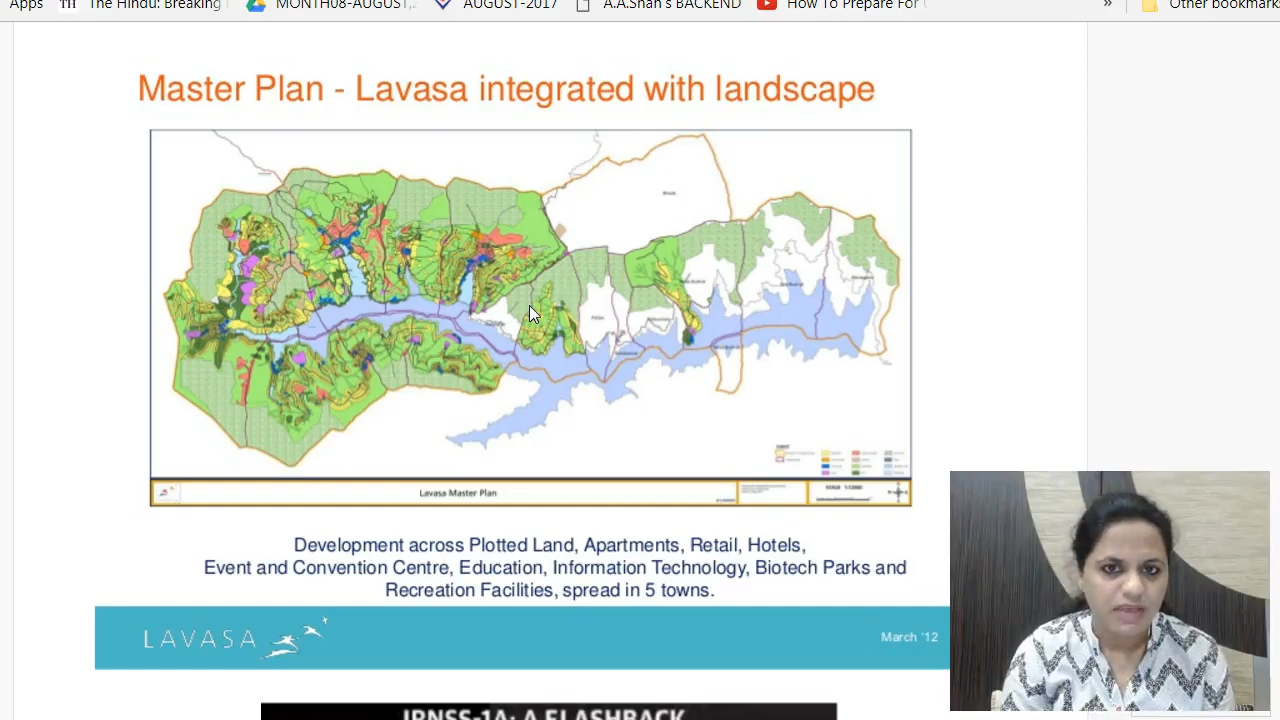 Apps TH The Hindu: Breaking MONTH08-AUGUST, AUGUST-2017 A.A.Shah's BACKEND How To Prepare For » Other bookmarks
Master Plan - Lavasa integrated with landscape
Lavasa Master Plan
Development across Plotted Land, Apartments, Retail, Hotels,
Event and Convention Centre, Education, Information Technology, Biotech Parks and
Recreation Facilities, spread in 5 towns.
LAVASA
March '12
IRNSS-1A: A FLASHBACK